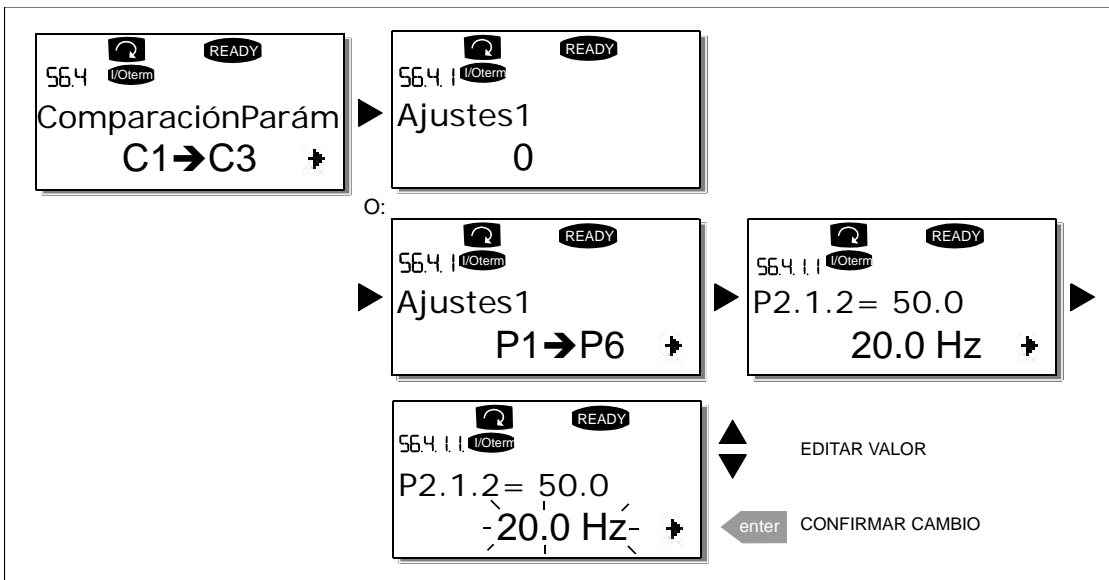 READY
S6.4 I/Oterm
ComparaciónParám
C1➔C3
READY
S6.4.1 I/Oterm
Ajustes1
0
O:
READY
S6.4.1 I/Oterm
Ajustes1
P1➔P6
READY
S6.4.1.1 I/Oterm
P2.1.2= 50.0
20.0 Hz
READY
S6.4.1.1. I/Oterm
P2.1.2= 50.0
20.0 Hz
EDITAR VALOR
enter CONFIRMAR CAMBIO